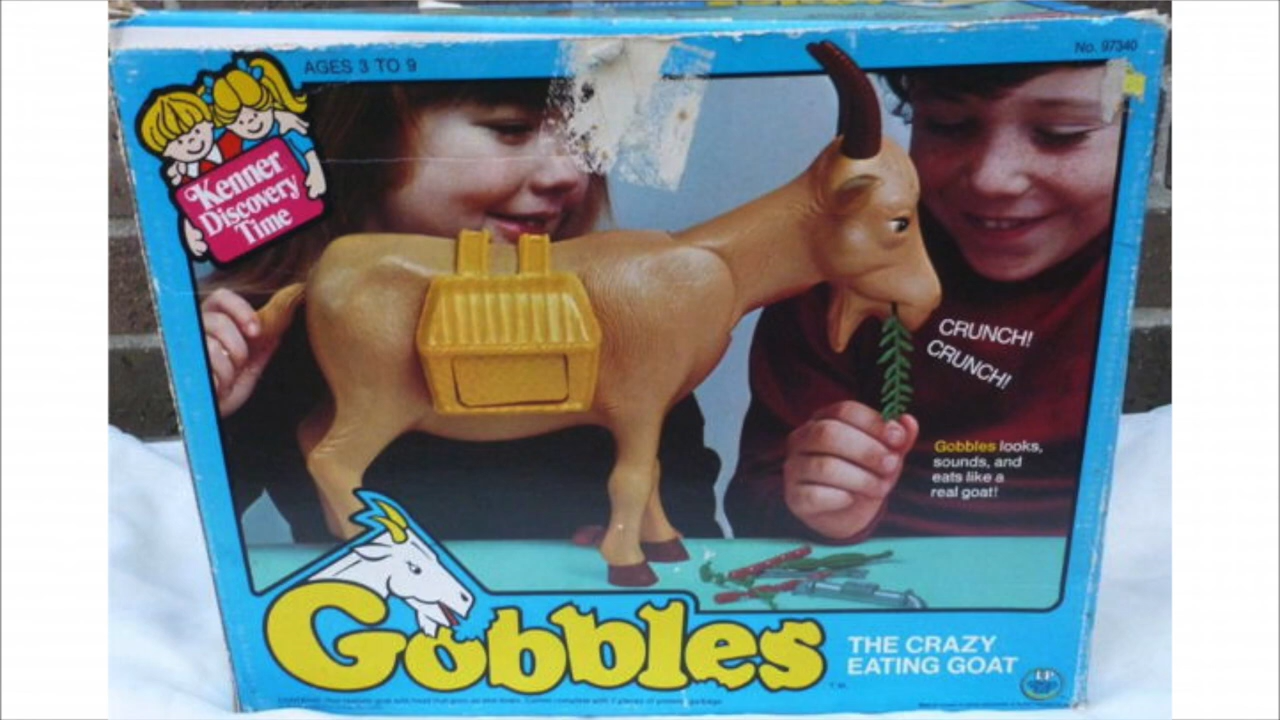 AGES 3 TO 9
No. 97340
Kenner
Discovery
Time
CRUNCH!
CRUNCH!
Gobbles looks,
sounds, and
eats like a
real goat!
Gobbles
THE CRAZY
EATING GOAT